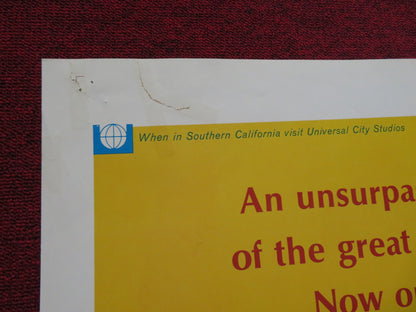 When in Southern California visit Universal City Studios
An unsurpa
of the great
Now o